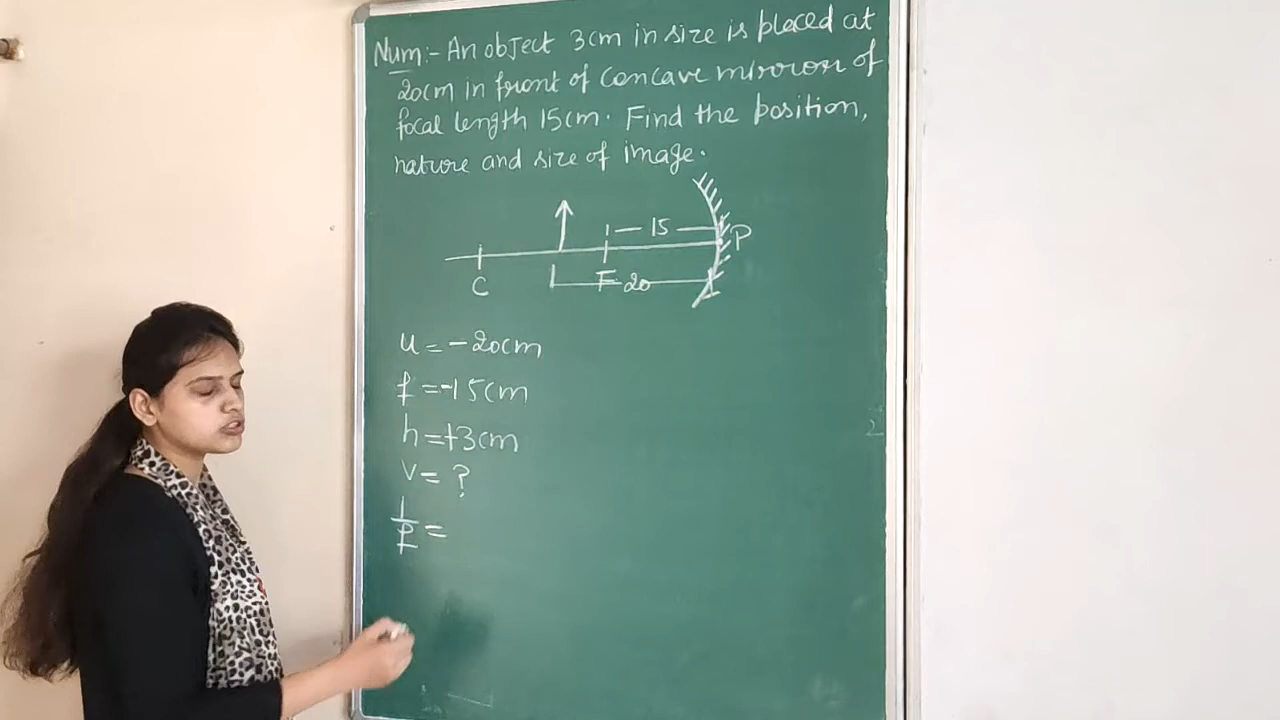 Num:- An object 3cm in size is placed at
20cm in front of concave mirror of
focal length 15cm. Find the position,
nature and size of image.
15
P
C
F
20
u = -20cm
f = -15cm
h = +3cm
v = ?
1/f =